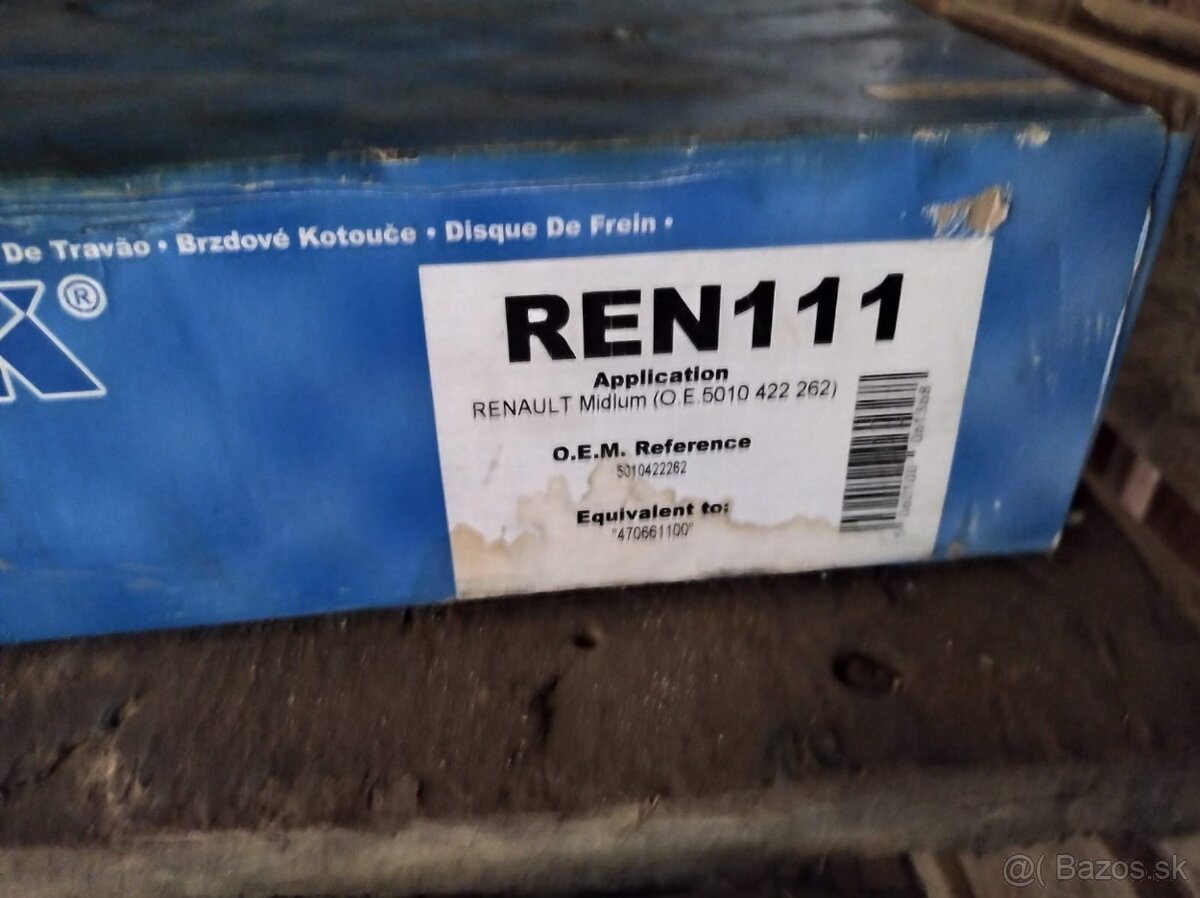 De Travão • Brzdové Kotouče • Disque De Frein •
X®
REN111
Application
RENAULT Midlum (O.E.5010 422 262)
O.E.M. Reference
5010422262
Equivalent to:
"470661100"
@( Bazos.sk